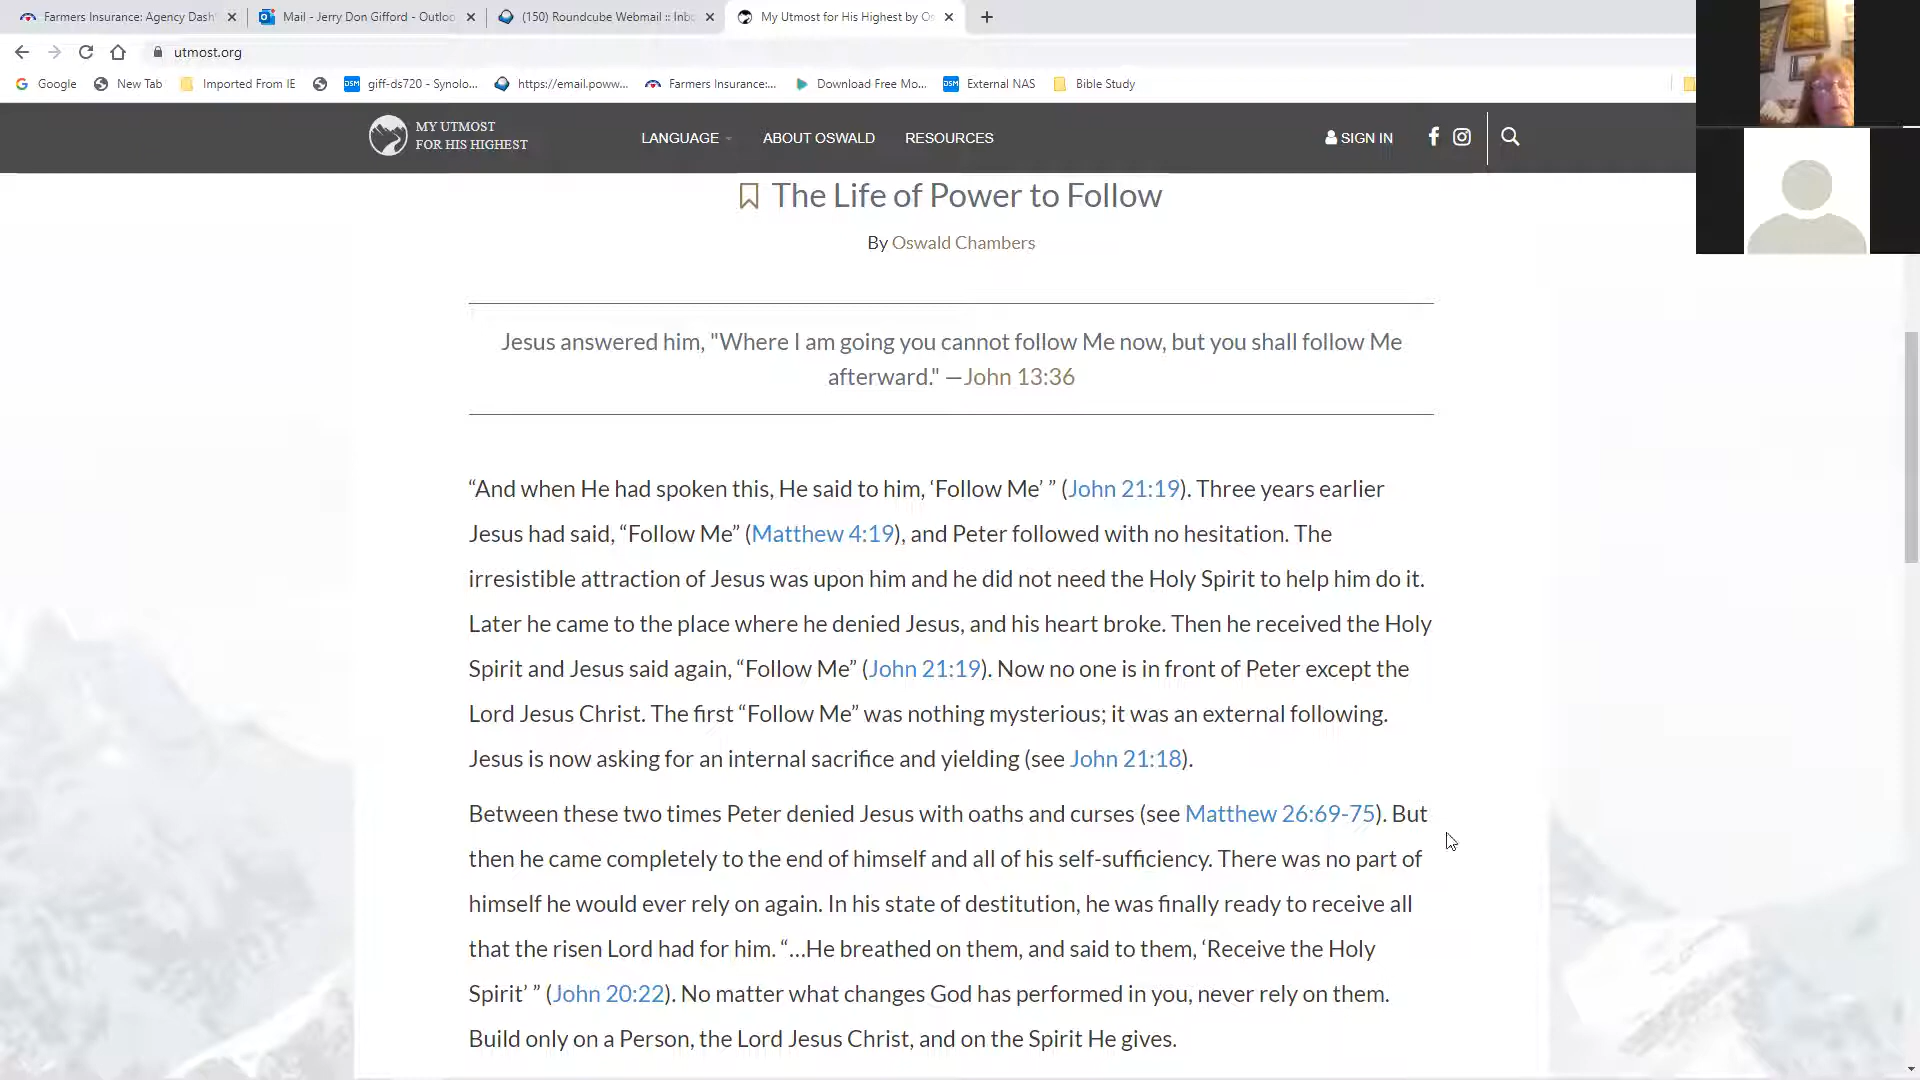 Farmers Insurance: Agency Dash
Mail - Jerry Don Gifford - Outloo
(150) Roundcube Webmail :: Inb
My Utmost for His Highest by Os
utmost.org
Google
New Tab
Imported From IE
giff-ds720 - Synolo...
https://email.poww...
Farmers Insurance:...
Download Free Mo...
External NAS
Bible Study
MY UTMOST
FOR HIS HIGHEST
LANGUAGE
ABOUT OSWALD
RESOURCES
SIGN IN
The Life of Power to Follow
By Oswald Chambers
Jesus answered him, "Where I am going you cannot follow Me now, but you shall follow Me
afterward." —John 13:36
“And when He had spoken this, He said to him, ‘Follow Me’ ” (John 21:19). Three years earlier
Jesus had said, “Follow Me” (Matthew 4:19), and Peter followed with no hesitation. The
irresistible attraction of Jesus was upon him and he did not need the Holy Spirit to help him do it.
Later he came to the place where he denied Jesus, and his heart broke. Then he received the Holy
Spirit and Jesus said again, “Follow Me” (John 21:19). Now no one is in front of Peter except the
Lord Jesus Christ. The first “Follow Me” was nothing mysterious; it was an external following.
Jesus is now asking for an internal sacrifice and yielding (see John 21:18).
Between these two times Peter denied Jesus with oaths and curses (see Matthew 26:69-75). But
then he came completely to the end of himself and all of his self-sufficiency. There was no part of
himself he would ever rely on again. In his state of destitution, he was finally ready to receive all
that the risen Lord had for him. “…He breathed on them, and said to them, ‘Receive the Holy
Spirit’ ” (John 20:22). No matter what changes God has performed in you, never rely on them.
Build only on a Person, the Lord Jesus Christ, and on the Spirit He gives.